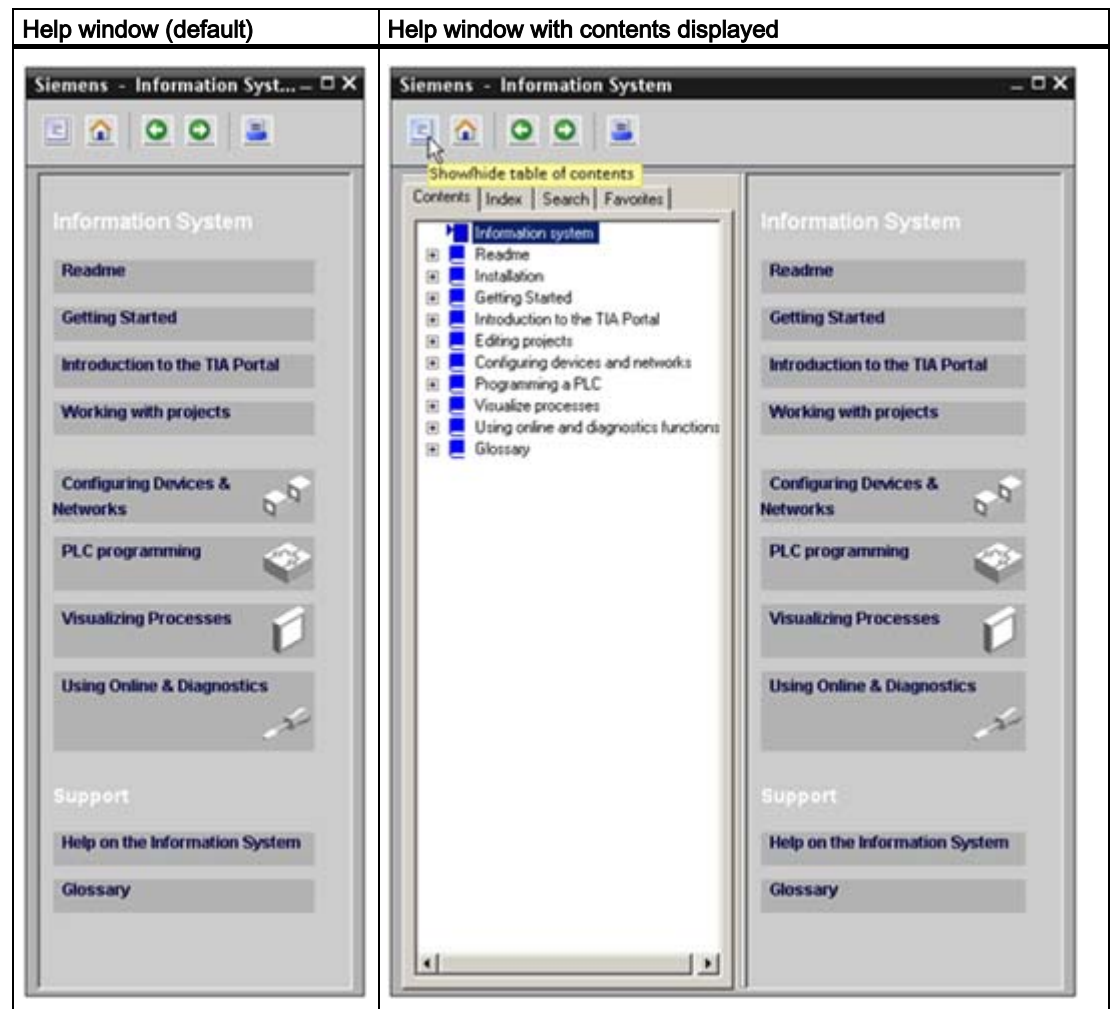 Help window (default)
Help window with contents displayed
Siemens - Information Syst...
Information System
Readme
Getting Started
Introduction to the TIA Portal
Working with projects
Configuring Devices &
Networks
PLC programming
Visualizing Processes
Using Online & Diagnostics
Support
Help on the Information System
Glossary
Siemens - Information System
Show/hide table of contents
Contents Index Search Favorites
Information system
Readme
Installation
Getting Started
Introduction to the TIA Portal
Editing projects
Configuring devices and networks
Programming a PLC
Visualize processes
Using online and diagnostics functions
Glossary
Information System
Readme
Getting Started
Introduction to the TIA Portal
Working with projects
Configuring Devices &
Networks
PLC programming
Visualizing Processes
Using Online & Diagnostics
Support
Help on the Information System
Glossary